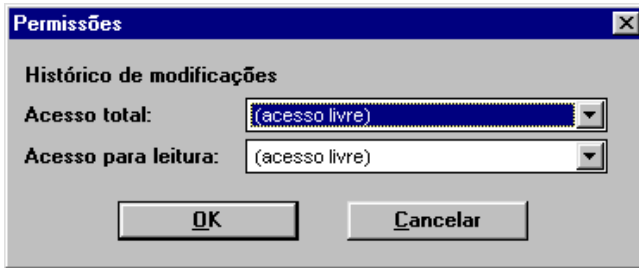 Permissões
Histórico de modificações
Acesso total: (acesso livre)
Acesso para leitura: (acesso livre)
OK Cancelar